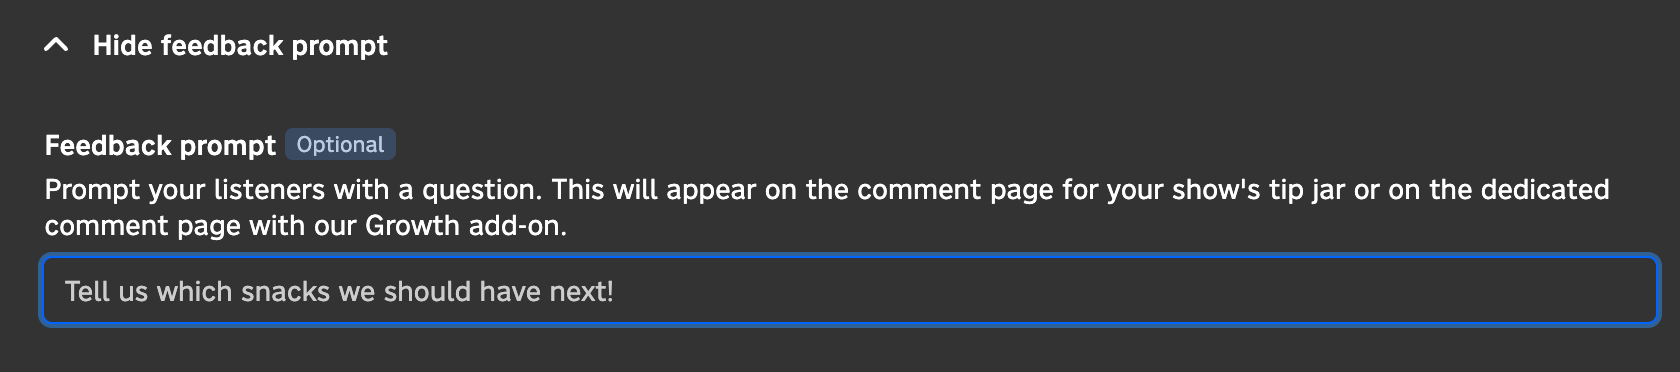 Hide feedback prompt
Feedback prompt Optional
Prompt your listeners with a question. This will appear on the comment page for your show's tip jar or on the dedicated
comment page with our Growth add-on.
Tell us which snacks we should have next!